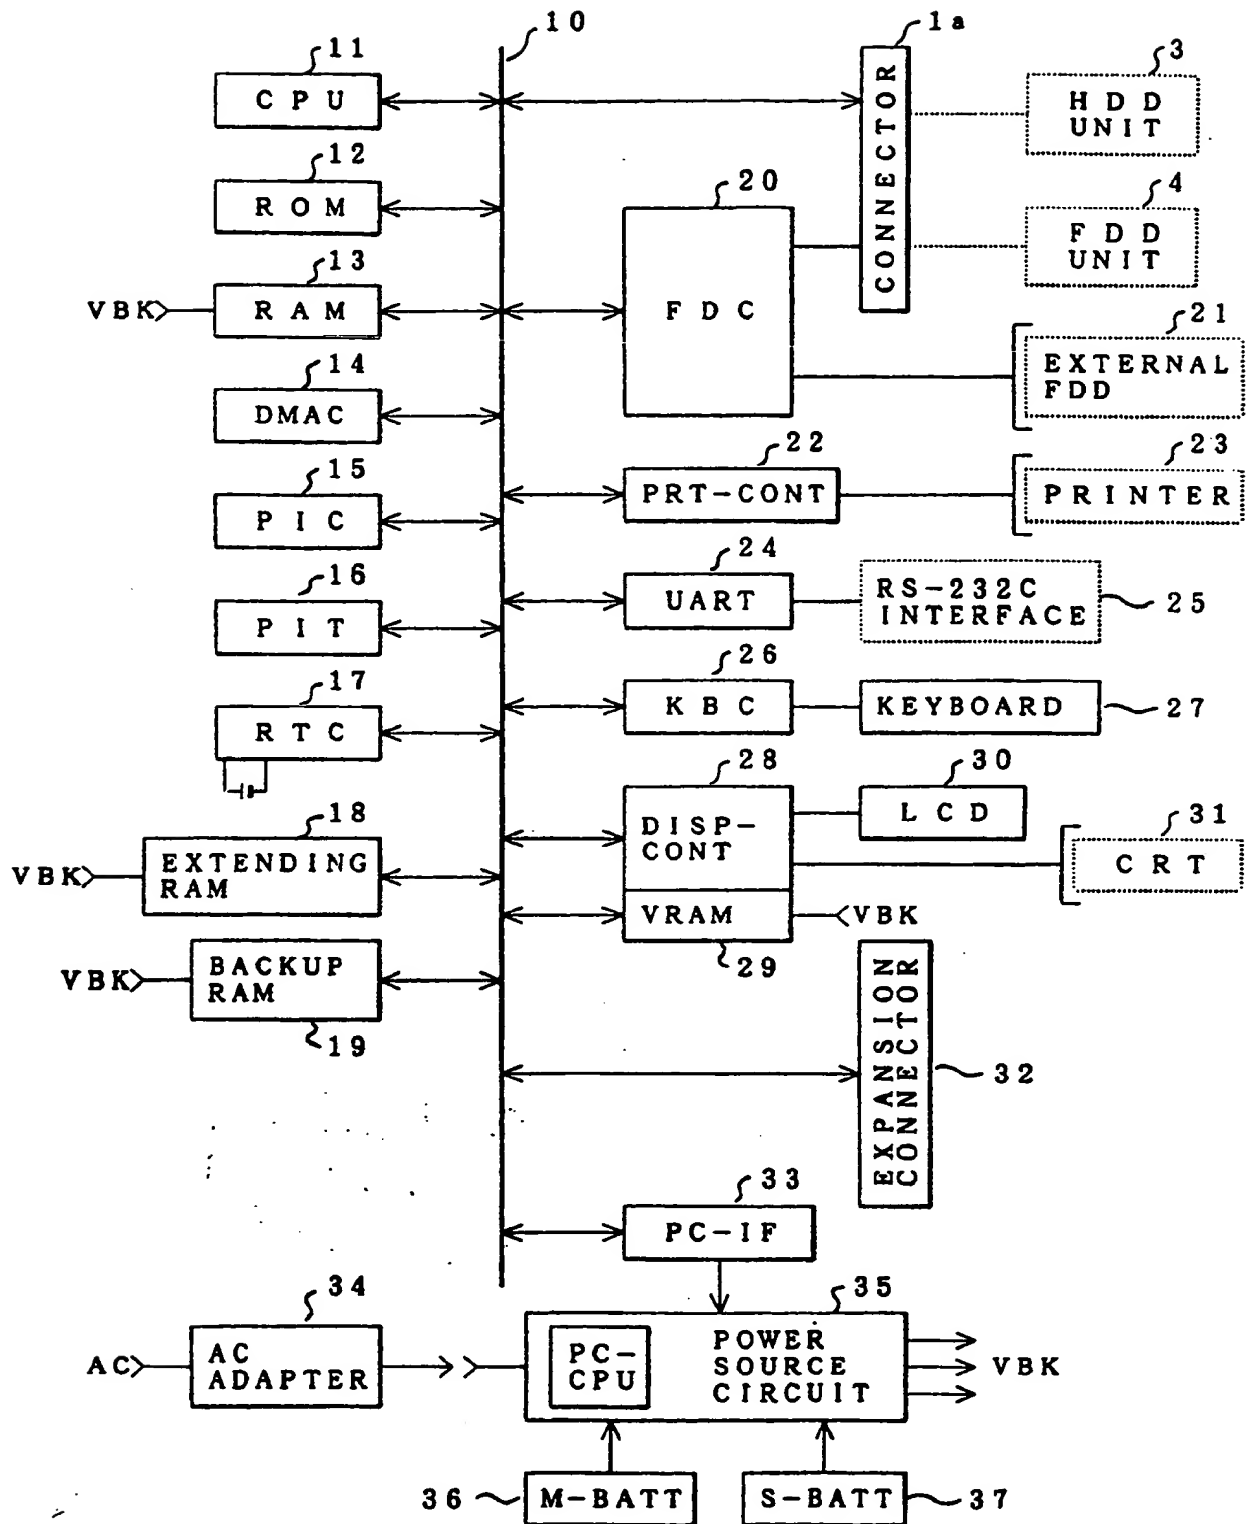 10
1a
11
CPU
3
HDD
UNIT
CONNECTOR
12
ROM
20
FDC
4
FDD
UNIT
13
VBK
RAM
21
EXTERNAL
FDD
14
DMAC
22
PRT-CONT
23
PRINTER
15
PIC
24
UART
RS-232C
INTERFACE
25
16
PIT
26
KBC
KEYBOARD
27
17
RTC
28
DISP-
CONT
30
LCD
31
CRT
18
VBK
EXTENDING
RAM
VRAM
VBK
29
VBK
BACKUP
RAM
19
EXPANSION
CONNECTOR
32
33
PC-IF
34
AC
AC
ADAPTER
35
PC-
CPU
POWER
SOURCE
CIRCUIT
VBK
36
M-BATT
S-BATT
37